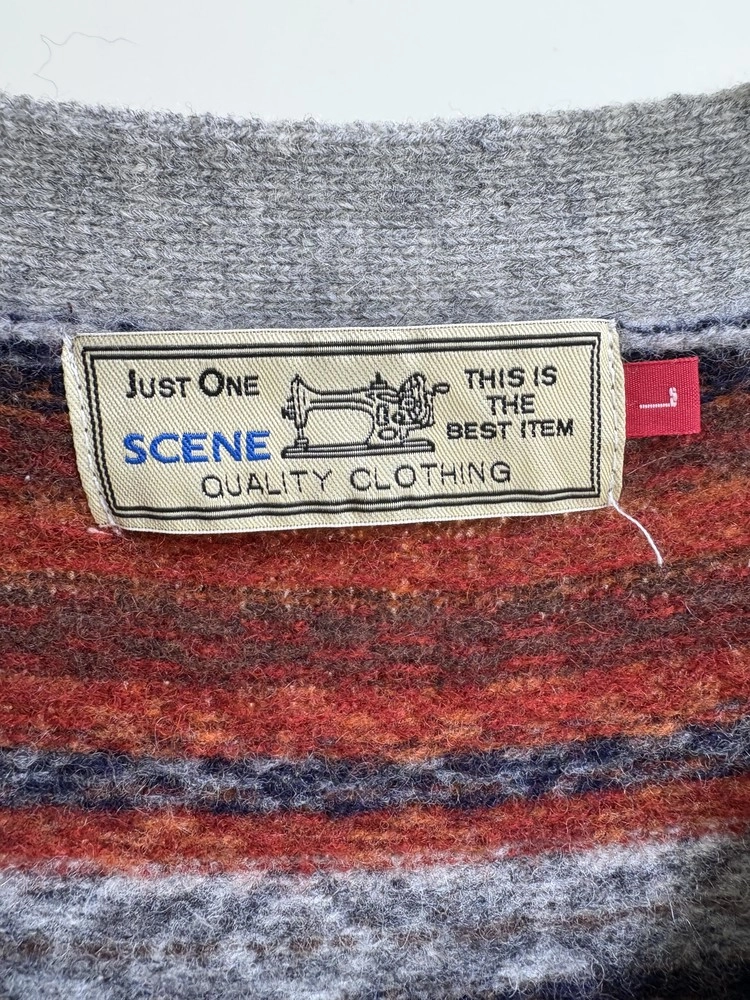 JUST ONE
SCENE
THIS IS
THE
BEST ITEM
QUALITY CLOTHING
L